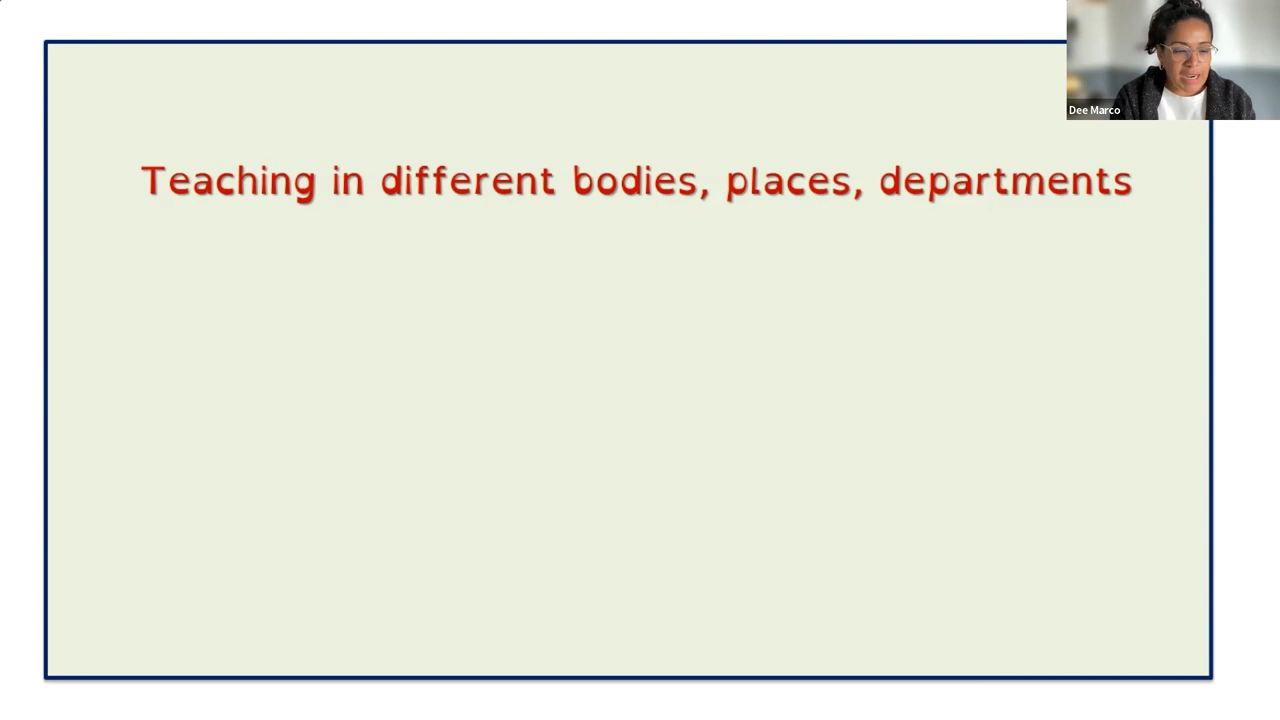 Dee Marco
Teaching in different bodies, places, departments